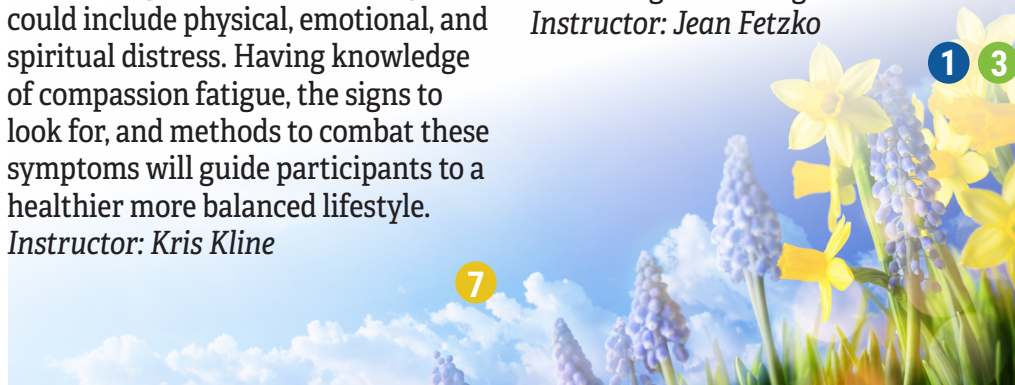 could include physical, emotional, and
spiritual distress. Having knowledge
of compassion fatigue, the signs to
look for, and methods to combat these
symptoms will guide participants to a
healthier more balanced lifestyle.
Instructor: Kris Kline
7
Instructor: Jean Fetzko
1 3